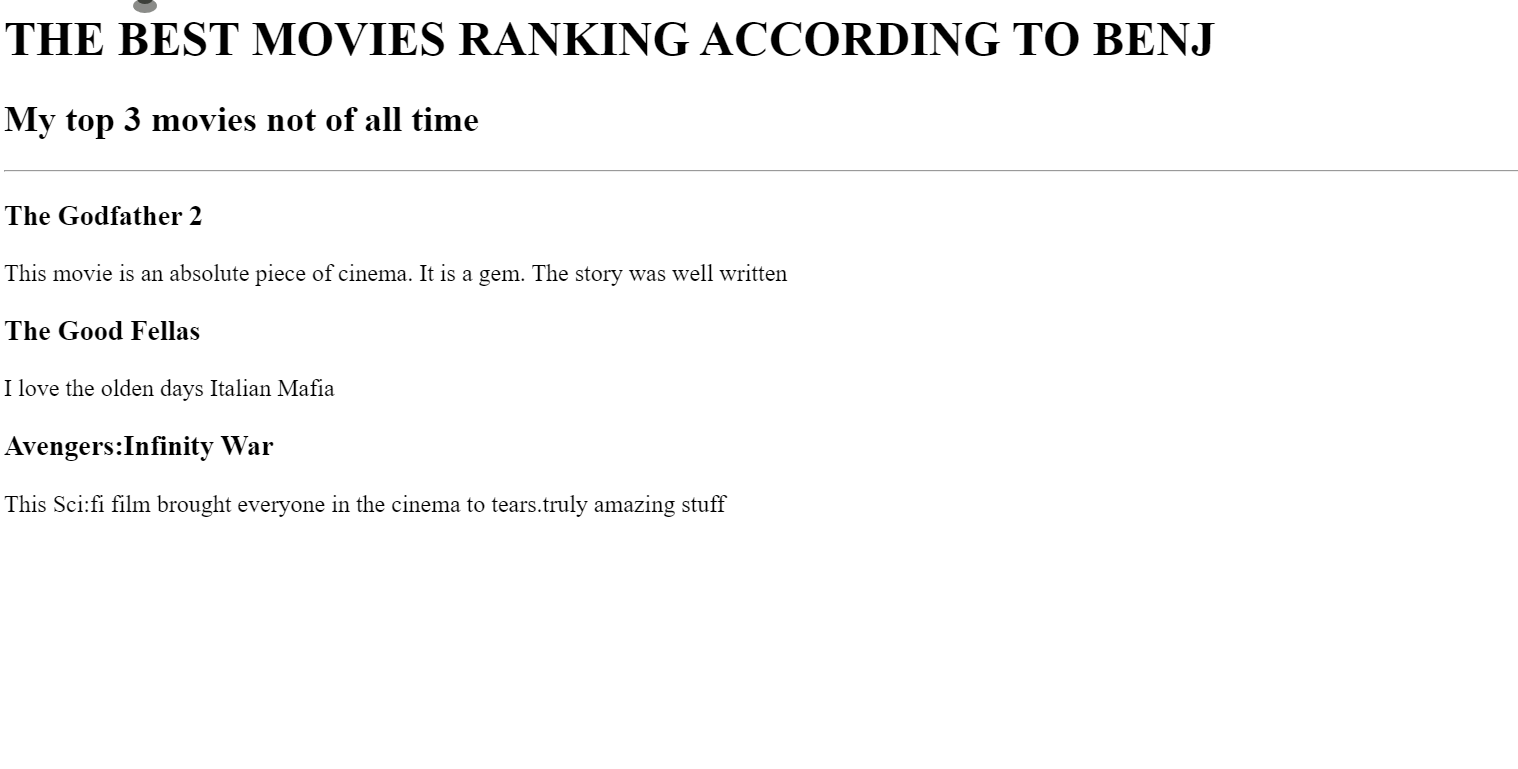 THE BEST MOVIES RANKING ACCORDING TO BENJ
My top 3 movies not of all time
The Godfather 2
This movie is an absolute piece of cinema. It is a gem. The story was well written
The Good Fellas
I love the olden days Italian Mafia
Avengers:Infinity War
This Sci:fi film brought everyone in the cinema to tears.truly amazing stuff